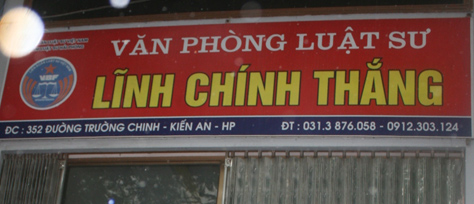 VBF
VĂN PHÒNG LUẬT SƯ
LĨNH CHÍNH THẮNG
ĐC : 352 ĐƯỜNG TRƯỜNG CHINH - KIẾN AN - HP ĐT : 031.3 876.058 - 0912.303.124